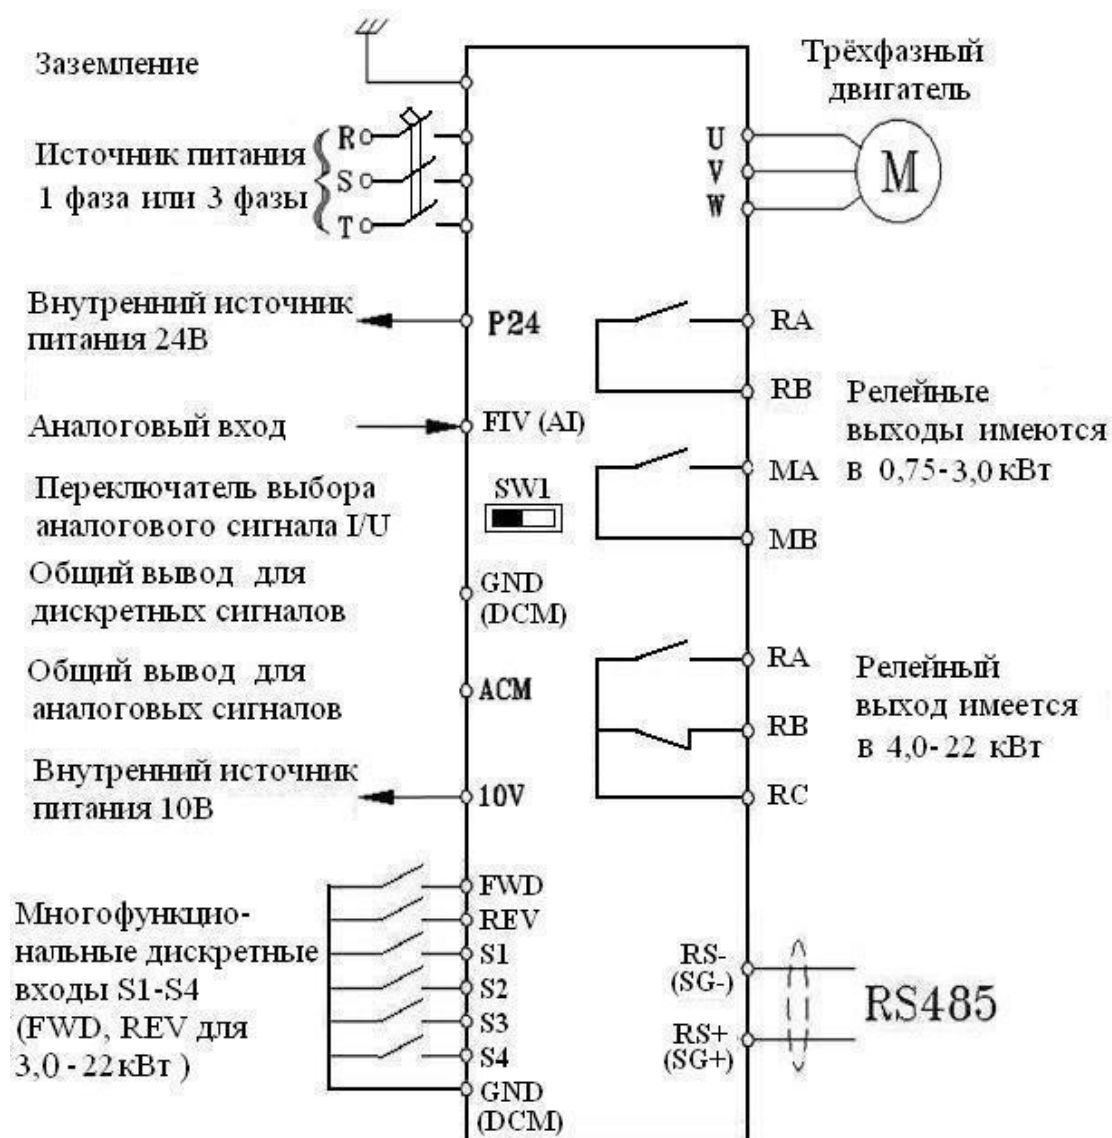 Заземление
Источник питания
1 фаза или 3 фазы
R
S
T
Внутренний источник
питания 24В
P24
Аналоговый вход
FIV (AI)
Переключатель выбора
аналогового сигнала I/U
SW1
Общий вывод для
дискретных сигналов
GND
(DCM)
Общий вывод для
аналоговых сигналов
ACM
Внутренний источник
питания 10В
10V
Многофункцио-
нальные дискретные
входы S1-S4
(FWD, REV для
3,0-22кВт )
FWD
REV
S1
S2
S3
S4
GND
(DCM)
Трёхфазный
двигатель
U
V
W
M
RA
RB
MA
MB
Релейные
выходы имеются
в 0,75-3,0 кВт
RA
RB
RC
Релейный
выход имеется
в 4,0-22 кВт
RS-
(SG-)
RS+
(SG+)
RS485